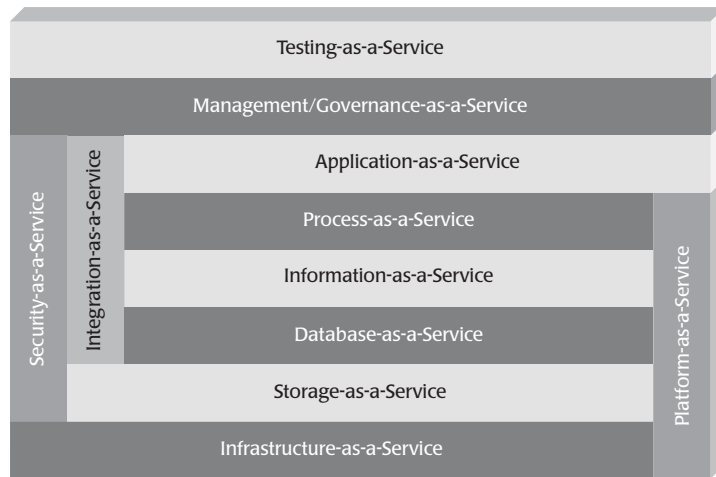 Testing-as-a-Service
Management/Governance-as-a-Service
Security-as-a-Service
Integration-as-a-Service
Application-as-a-Service
Process-as-a-Service
Information-as-a-Service
Database-as-a-Service
Storage-as-a-Service
Infrastructure-as-a-Service
Platform-as-a-Service